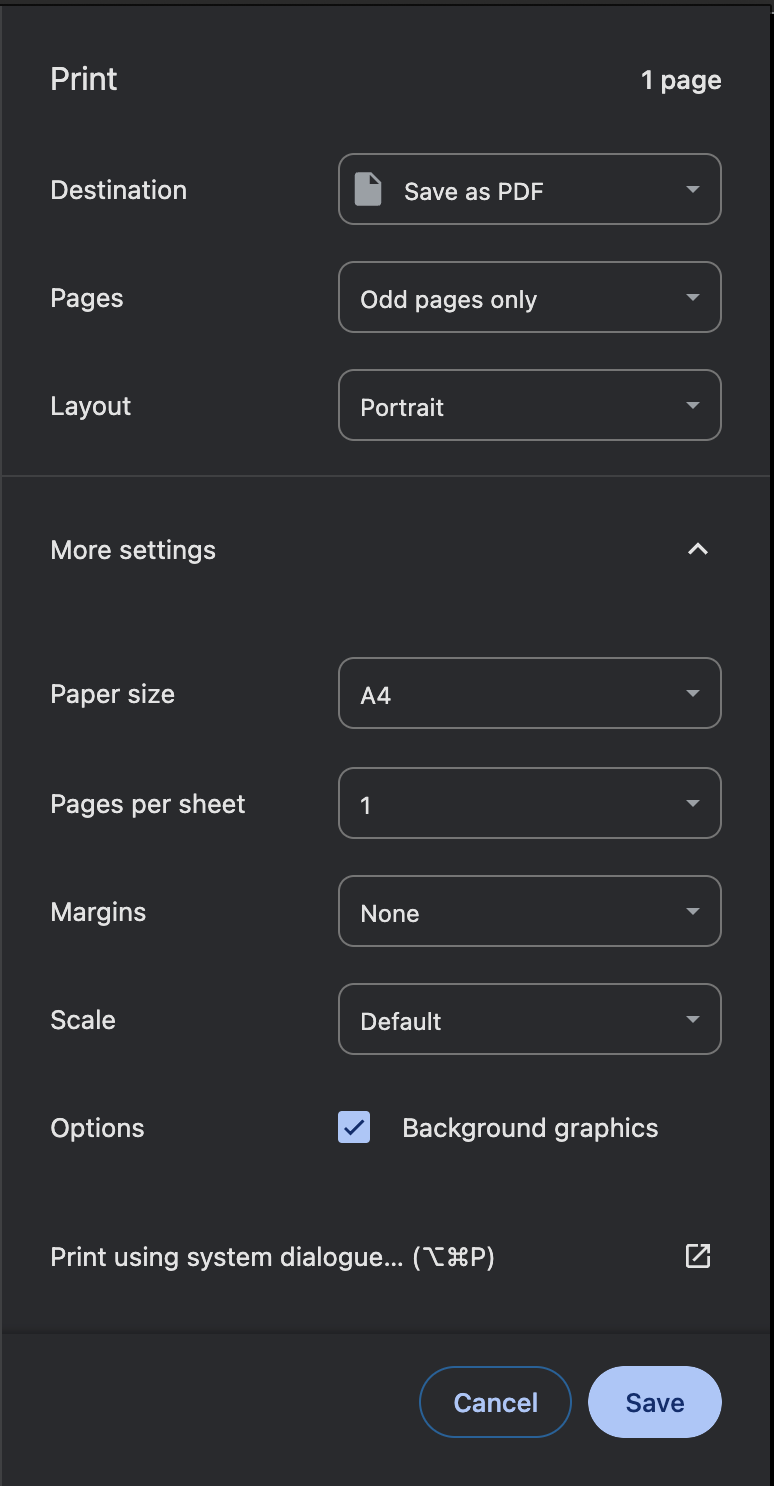 Print 1 page
Destination Save as PDF
Pages Odd pages only
Layout Portrait
More settings
Paper size A4
Pages per sheet 1
Margins None
Scale Default
Options Background graphics
Print using system dialogue... (⌥⌘P)
Cancel Save